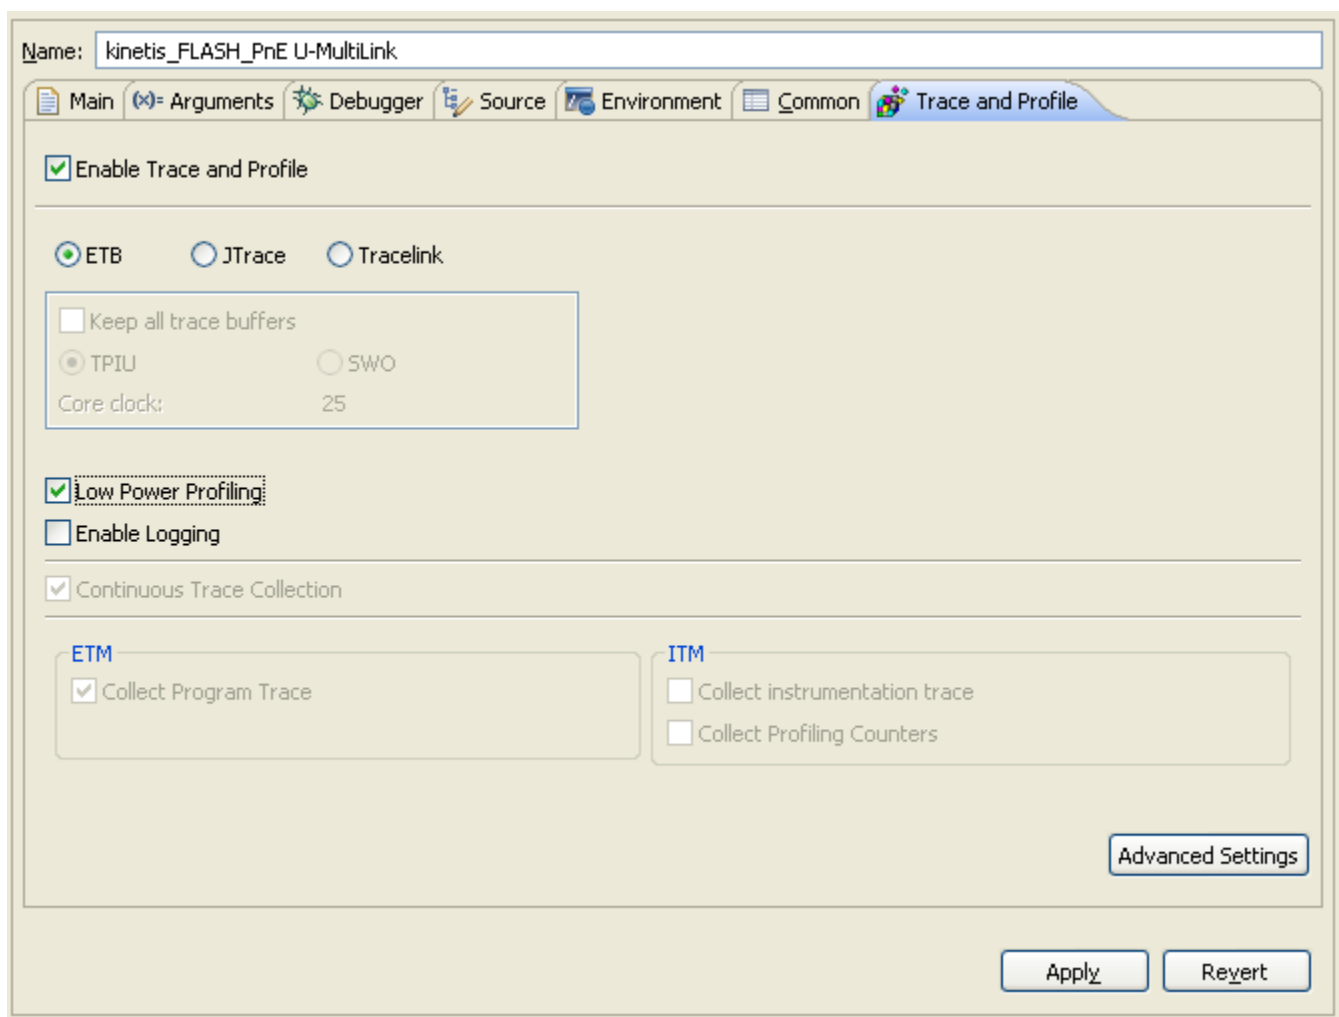 Name: kinetis_FLASH_PnE U-MultiLink
Main (x)= Arguments Debugger Source Environment Common Trace and Profile
Enable Trace and Profile
ETB JTrace Tracelink
Keep all trace buffers
TPIU SWO
Core clock: 25
Low Power Profiling
Enable Logging
Continuous Trace Collection
ETM ITM
Collect Program Trace Collect instrumentation trace
Collect Profiling Counters
Advanced Settings
Apply Revert